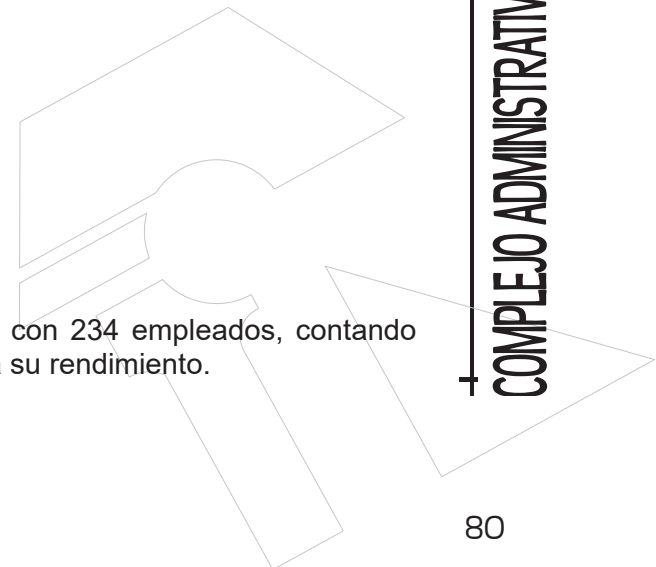 con 234 empleados, contando
su rendimiento.
COMPLEJO ADMINISTRATIV
80